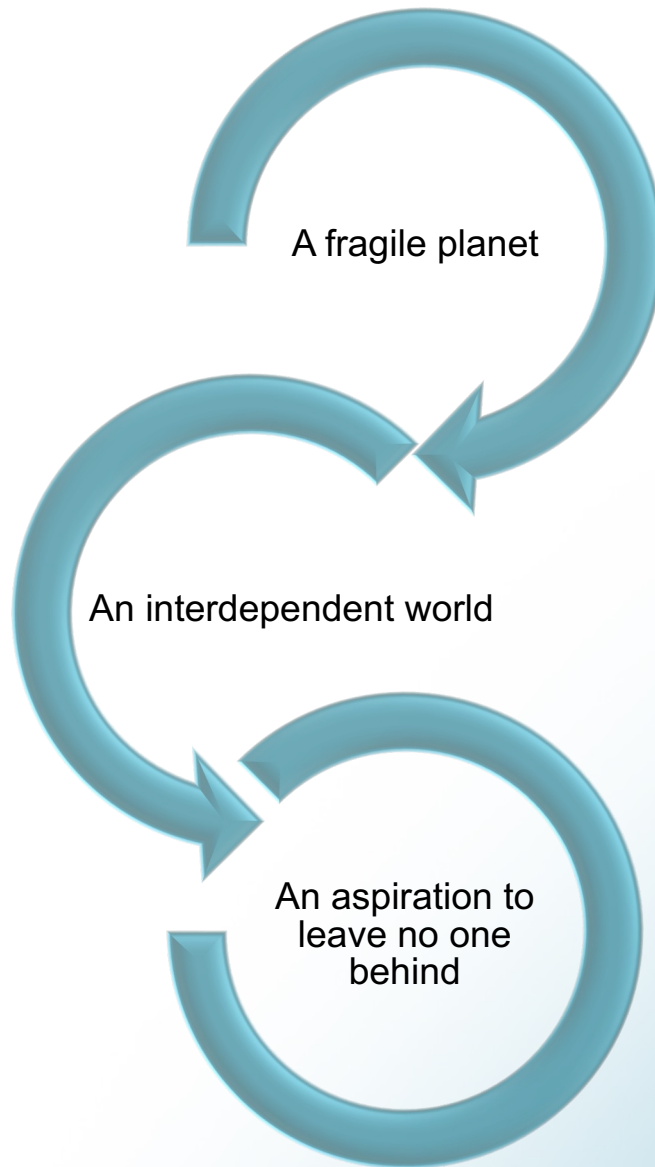 A fragile planet
An interdependent world
An aspiration to
leave no one
behind